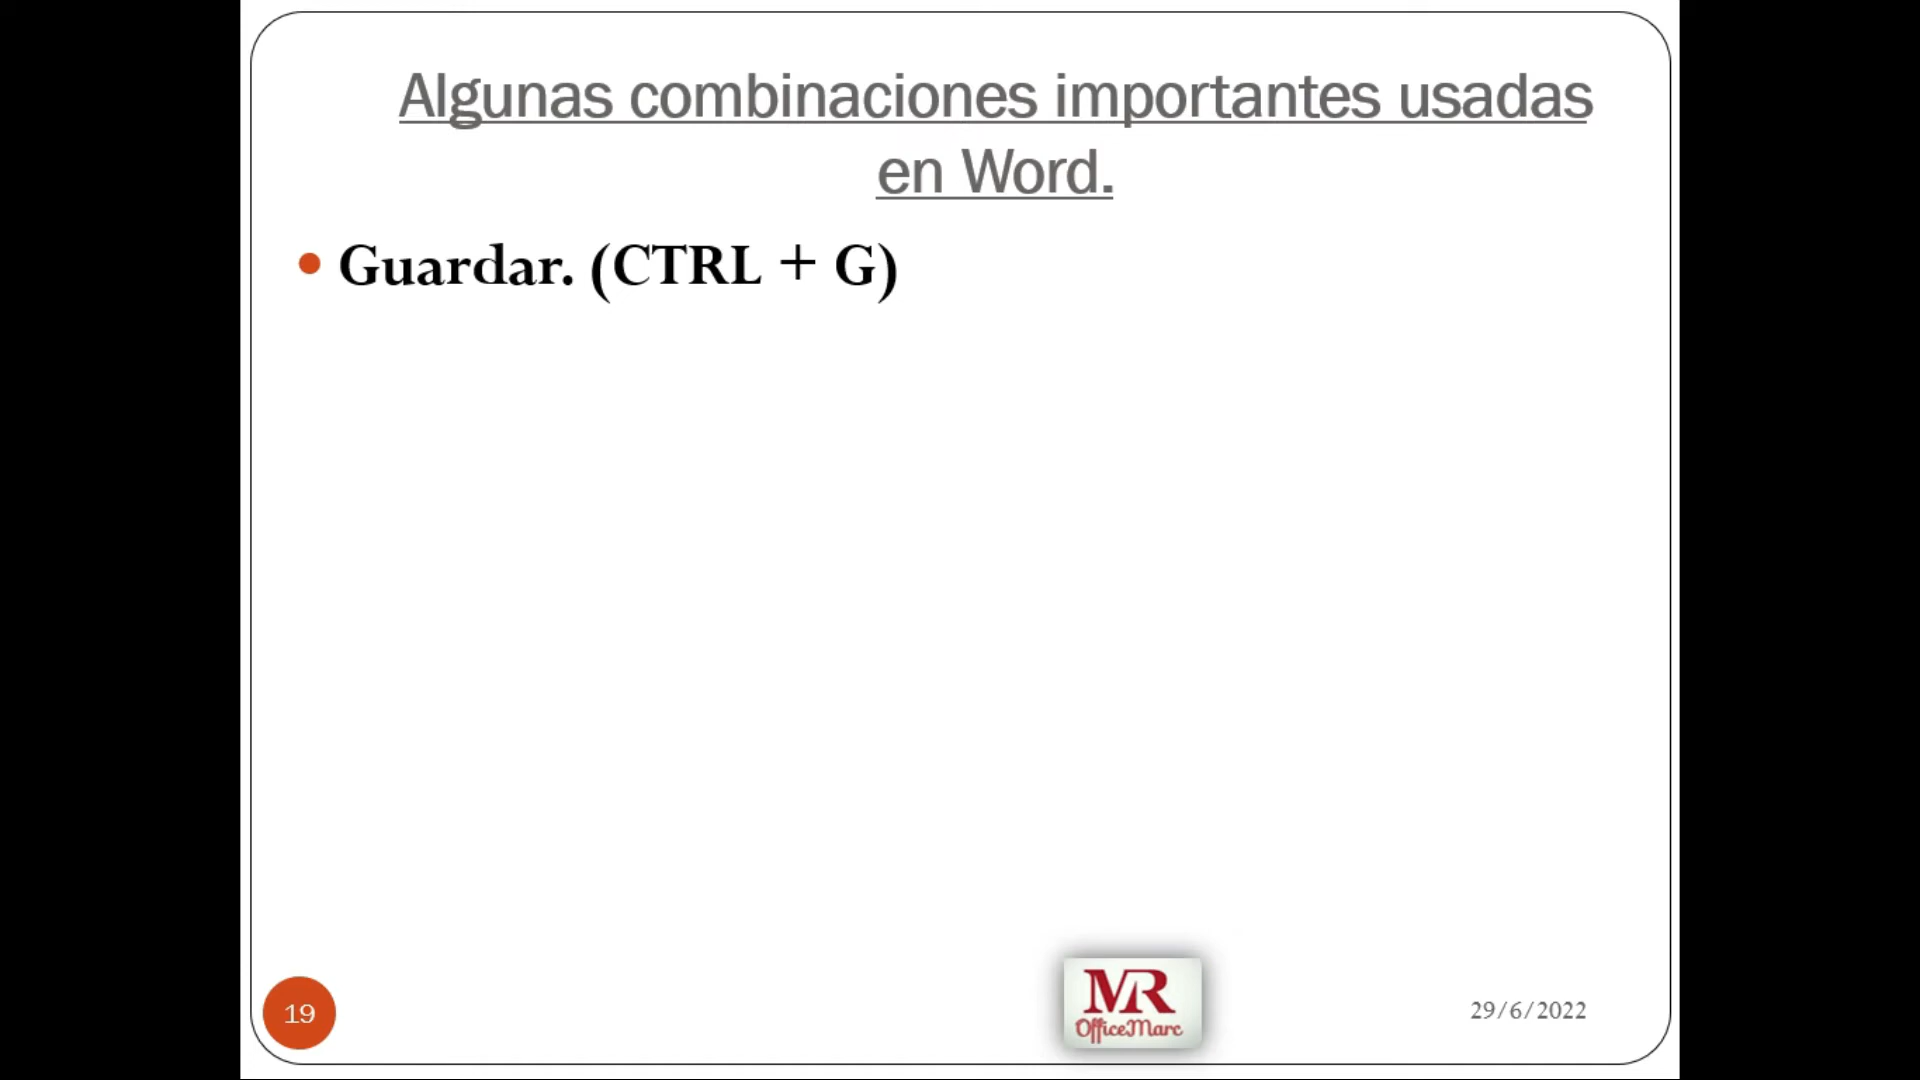 Algunas combinaciones importantes usadas
en Word.
• Guardar. (CTRL + G)
19
MR
OfficeMarc
29/6/2022